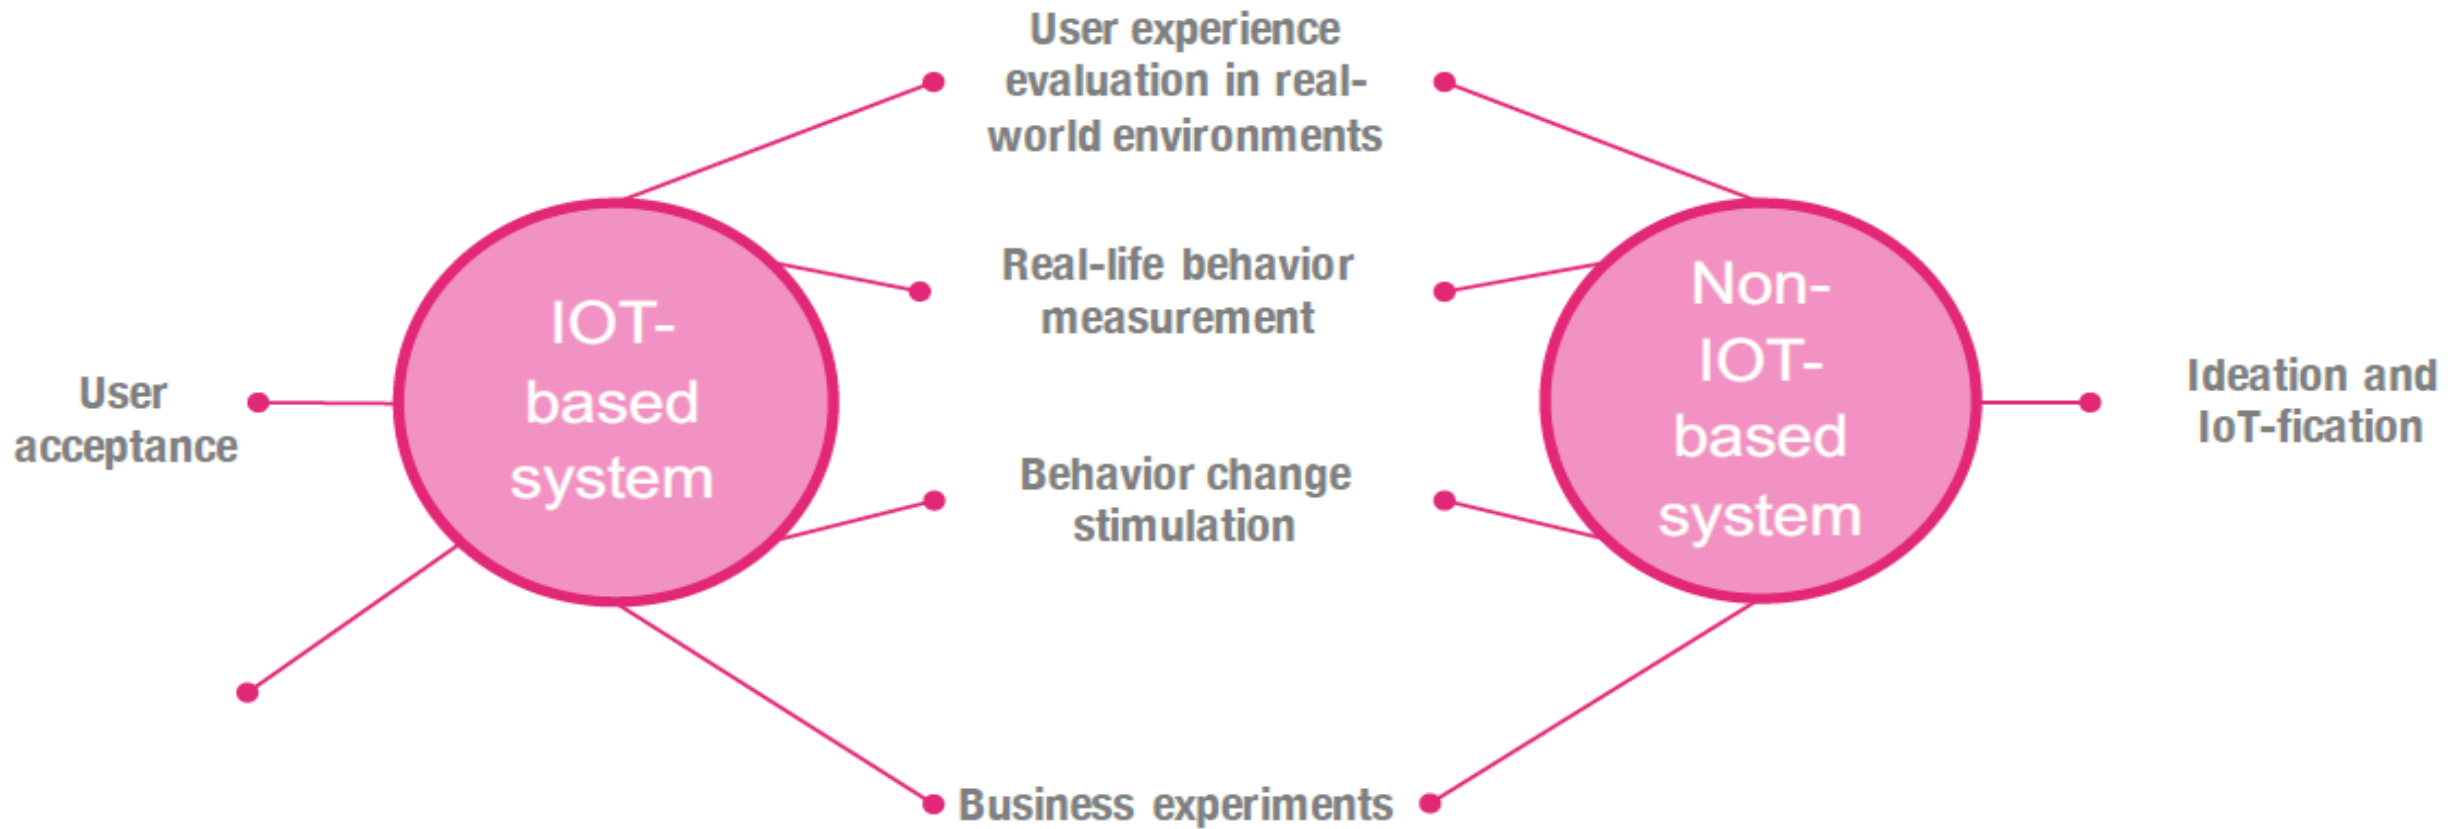 User experience
evaluation in real-
world environments
Real-life behavior
measurement
IOT-
based
system
Non-
IOT-
based
system
User
acceptance
Ideation and
IoT-fication
Behavior change
stimulation
Business experiments